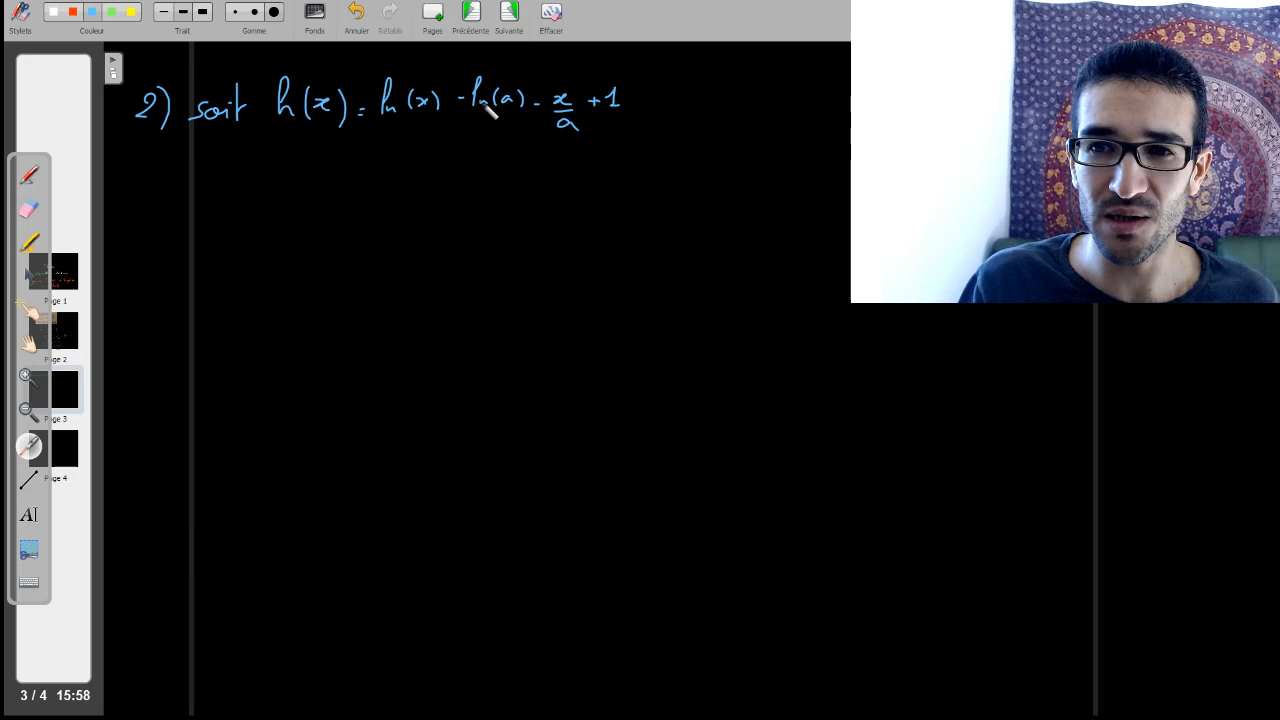 Stylets Couleur Trait Gomme Fonds Annuler Rétablir Pages Précédente Suivante Effacer
2) soit h(x) = ln(x) - ln(a) - x/a + 1
Page 1
Page 2
Page 3
Page 4
AI
3 / 4 15:58